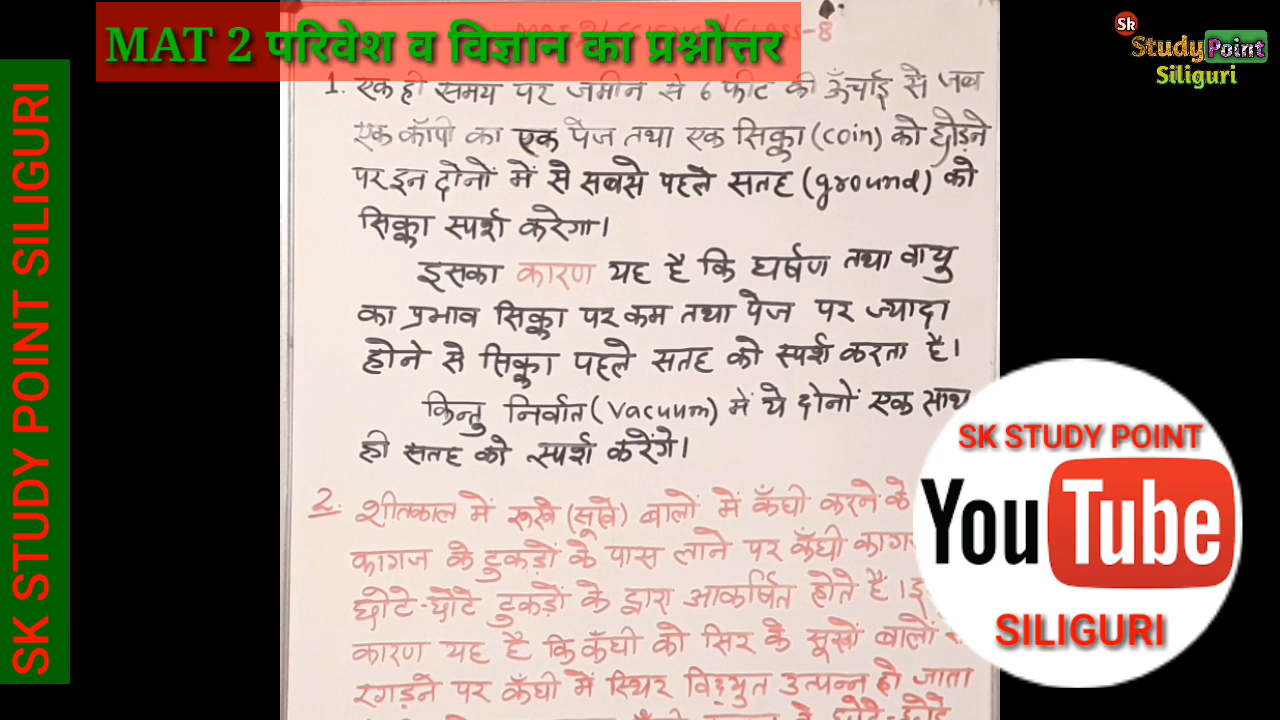 MAT 2 परिवेश व विज्ञान का प्रश्नोत्तर
Sk
StudyPoint
Siliguri
SK STUDY POINT SILIGURI
1. एक ही समय पर जमीन से 6 फीट की ऊँचाई से जब
एक कॉपी का एक पेज तथा एक सिक्का (coin) को छोड़ने
पर इन दोनों में से सबसे पहले सतह (ground) को
सिक्का स्पर्श करेगा।
इसका कारण यह है कि घर्षण तथा वायु
का प्रभाव सिक्का पर कम तथा पेज पर ज्यादा
होने से सिक्का पहले सतह को स्पर्श करता है।
किन्तु निर्वात (vacuum) में ये दोनों एक साथ
ही सतह को स्पर्श करेंगे।
2. शीतकाल में रूखे (सूखे) बालों में कँघी करने के
कागज के टुकड़ों के पास लाने पर कँघी
छोटे-छोटे टुकड़ों के द्वारा आकर्षित होते हैं।
कारण यह है कि कँघी को सिर के सूखों बालों
रगड़ने पर कँघी में स्थिर विद्युत उत्पन्न हो जाता
SK STUDY POINT
YouTube
SILIGURI